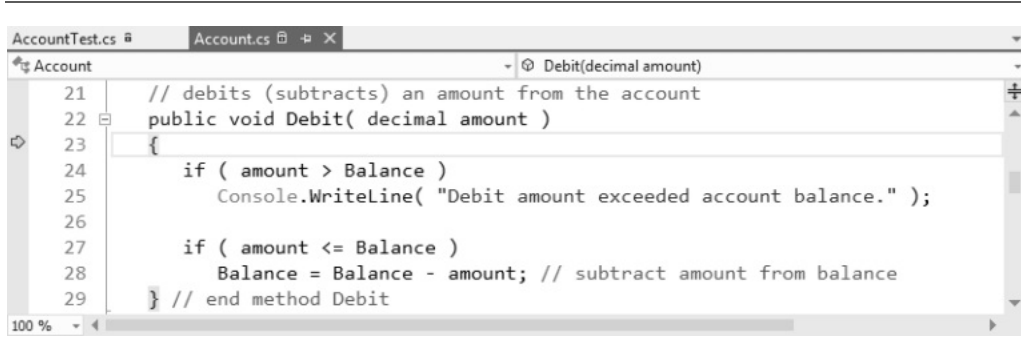 AccountTest.cs
Account.cs
Account
Debit(decimal amount)
21 // debits (subtracts) an amount from the account
22 public void Debit( decimal amount )
23 {
24 if ( amount > Balance )
25 Console.WriteLine( "Debit amount exceeded account balance." );
26
27 if ( amount <= Balance )
28 Balance = Balance - amount; // subtract amount from balance
29 } // end method Debit
100 %